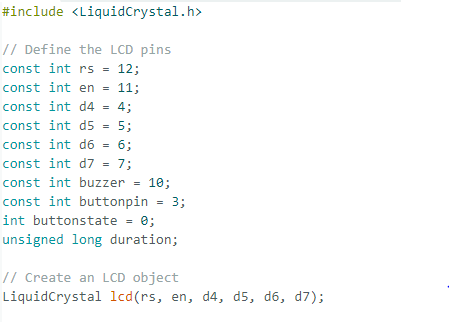 #include <LiquidCrystal.h>
// Define the LCD pins
const int rs = 12;
const int en = 11;
const int d4 = 4;
const int d5 = 5;
const int d6 = 6;
const int d7 = 7;
const int buzzer = 10;
const int buttonpin = 3;
int buttonstate = 0;
unsigned long duration;
// Create an LCD object
LiquidCrystal lcd(rs, en, d4, d5, d6, d7);